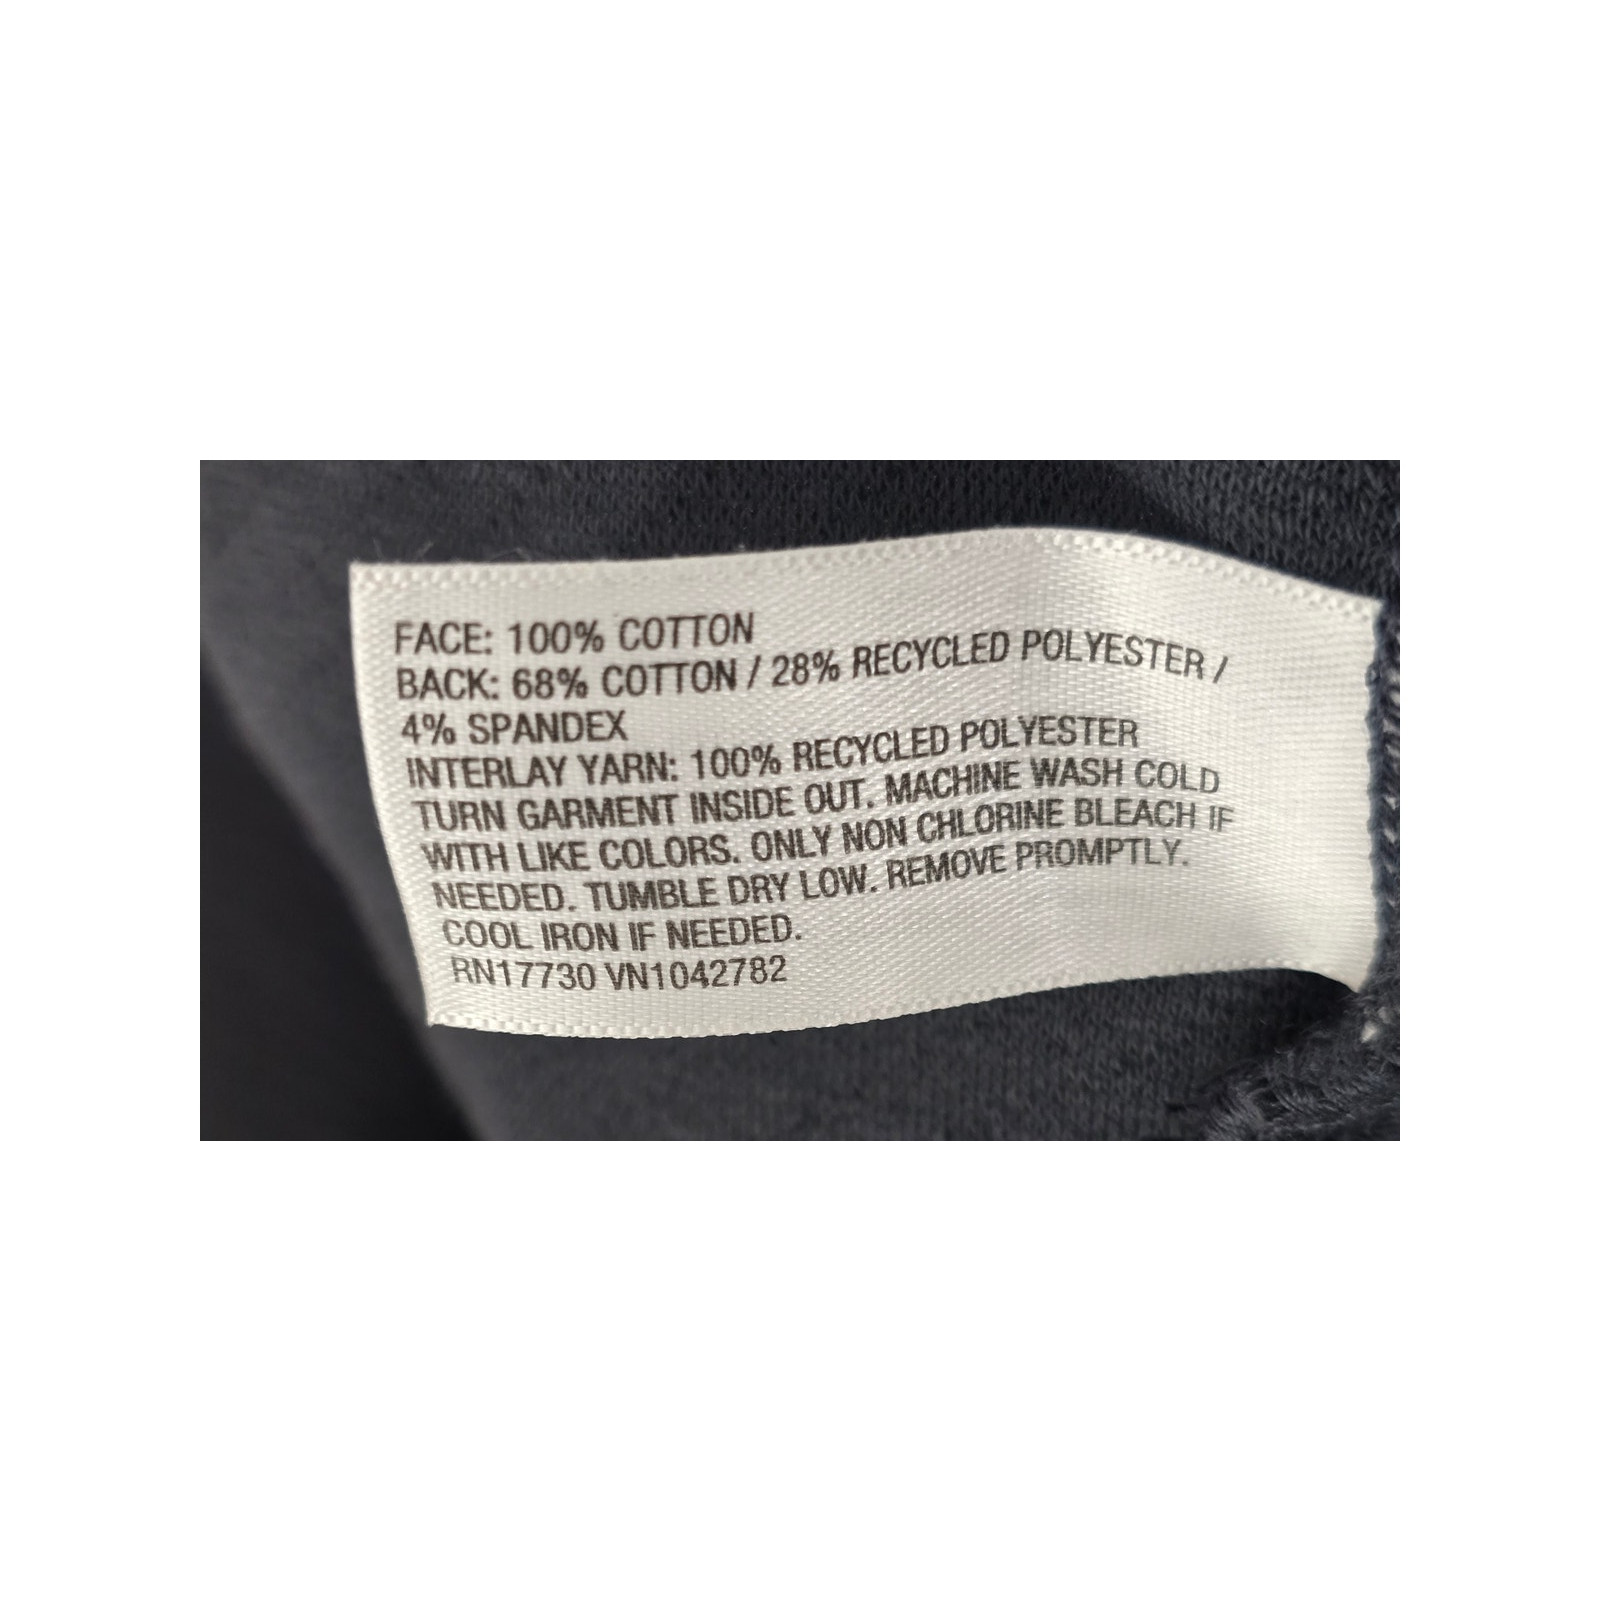 FACE: 100% COTTON
BACK: 68% COTTON / 28% RECYCLED POLYESTER /
4% SPANDEX
INTERLAY YARN: 100% RECYCLED POLYESTER
TURN GARMENT INSIDE OUT. MACHINE WASH COLD
WITH LIKE COLORS. ONLY NON CHLORINE BLEACH IF
NEEDED. TUMBLE DRY LOW. REMOVE PROMPTLY.
COOL IRON IF NEEDED.
RN17730 VN1042782